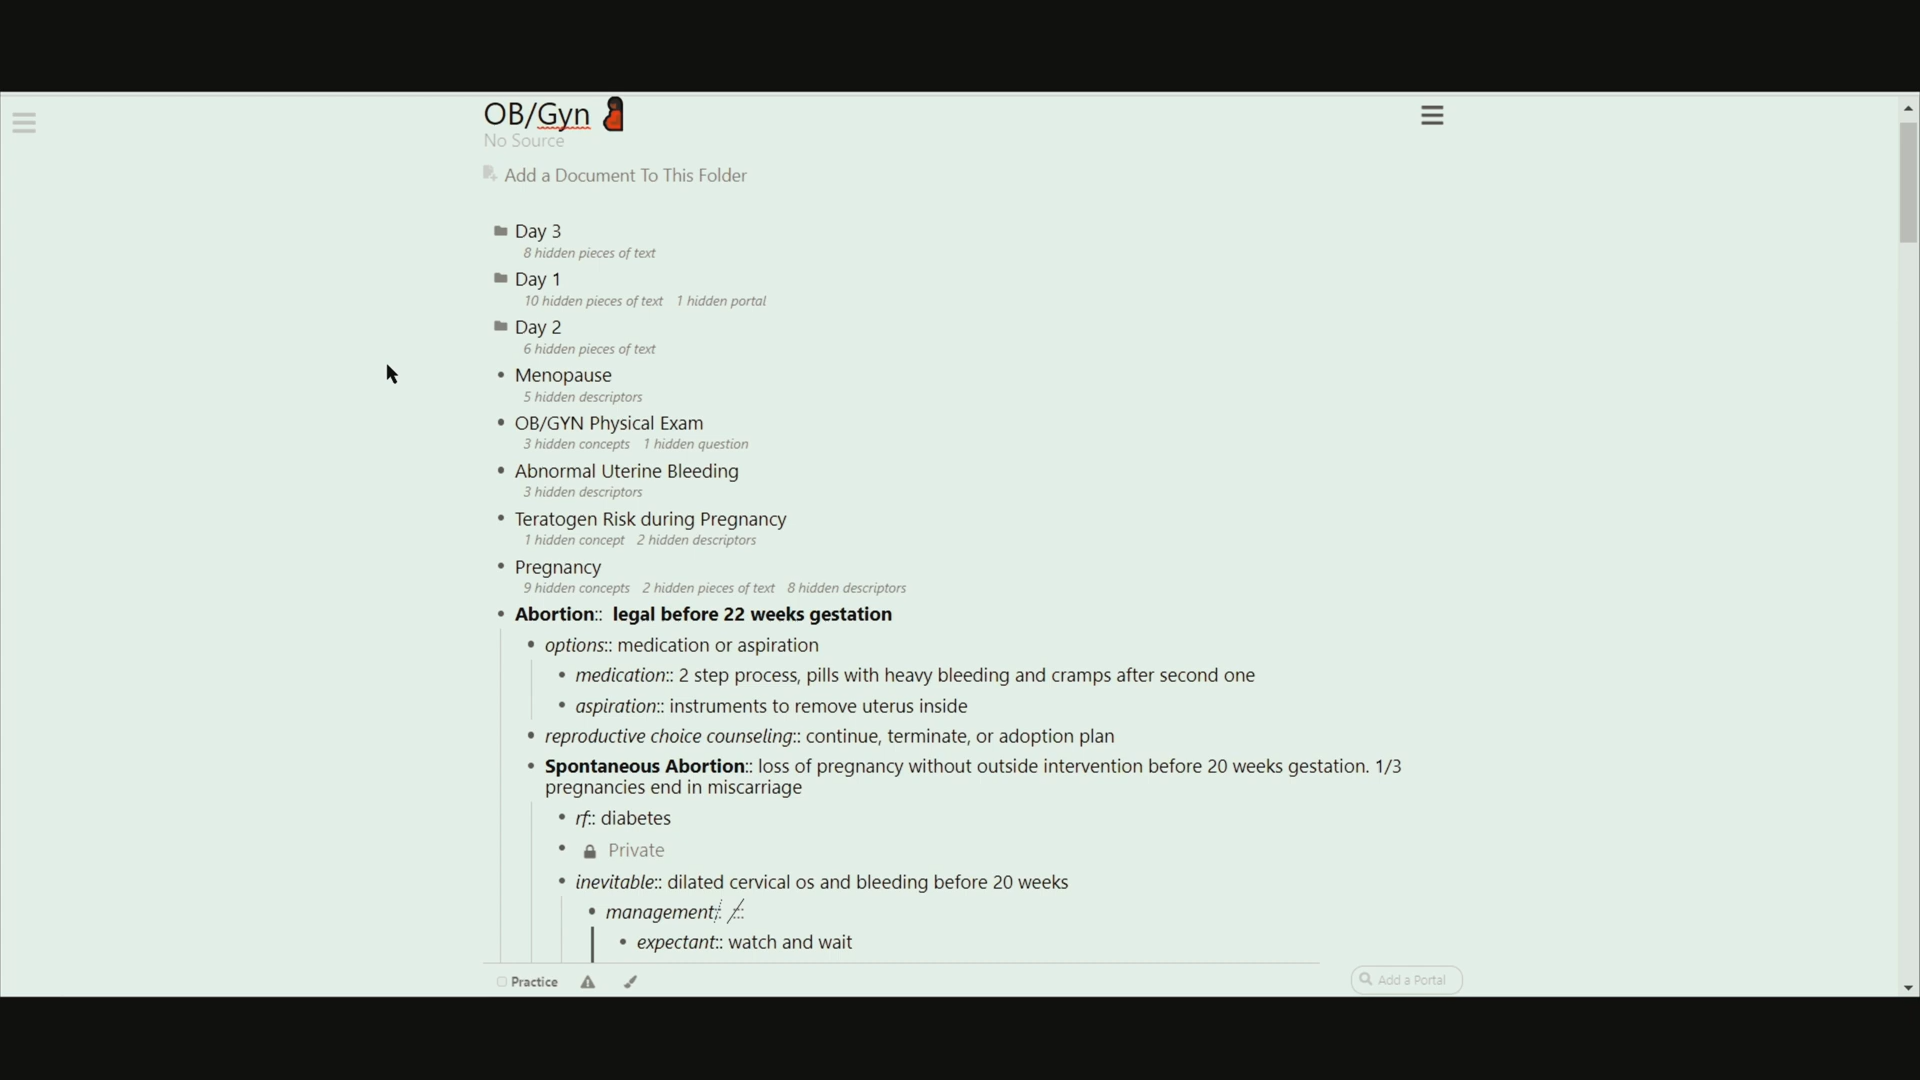 OB/Gyn
No Source
Add a Document To This Folder
Day 3
8 hidden pieces of text
Day 1
10 hidden pieces of text 1 hidden portal
Day 2
6 hidden pieces of text
Menopause
5 hidden descriptors
OB/GYN Physical Exam
3 hidden concepts 1 hidden question
Abnormal Uterine Bleeding
3 hidden descriptors
Teratogen Risk during Pregnancy
1 hidden concept 2 hidden descriptors
Pregnancy
9 hidden concepts 2 hidden pieces of text 8 hidden descriptors
Abortion:: legal before 22 weeks gestation
options:: medication or aspiration
medication:: 2 step process, pills with heavy bleeding and cramps after second one
aspiration:: instruments to remove uterus inside
reproductive choice counseling:: continue, terminate, or adoption plan
Spontaneous Abortion:: loss of pregnancy without outside intervention before 20 weeks gestation. 1/3
pregnancies end in miscarriage
rf:: diabetes
Private
inevitable:: dilated cervical os and bleeding before 20 weeks
management
expectant:: watch and wait
Practice
Add a Portal